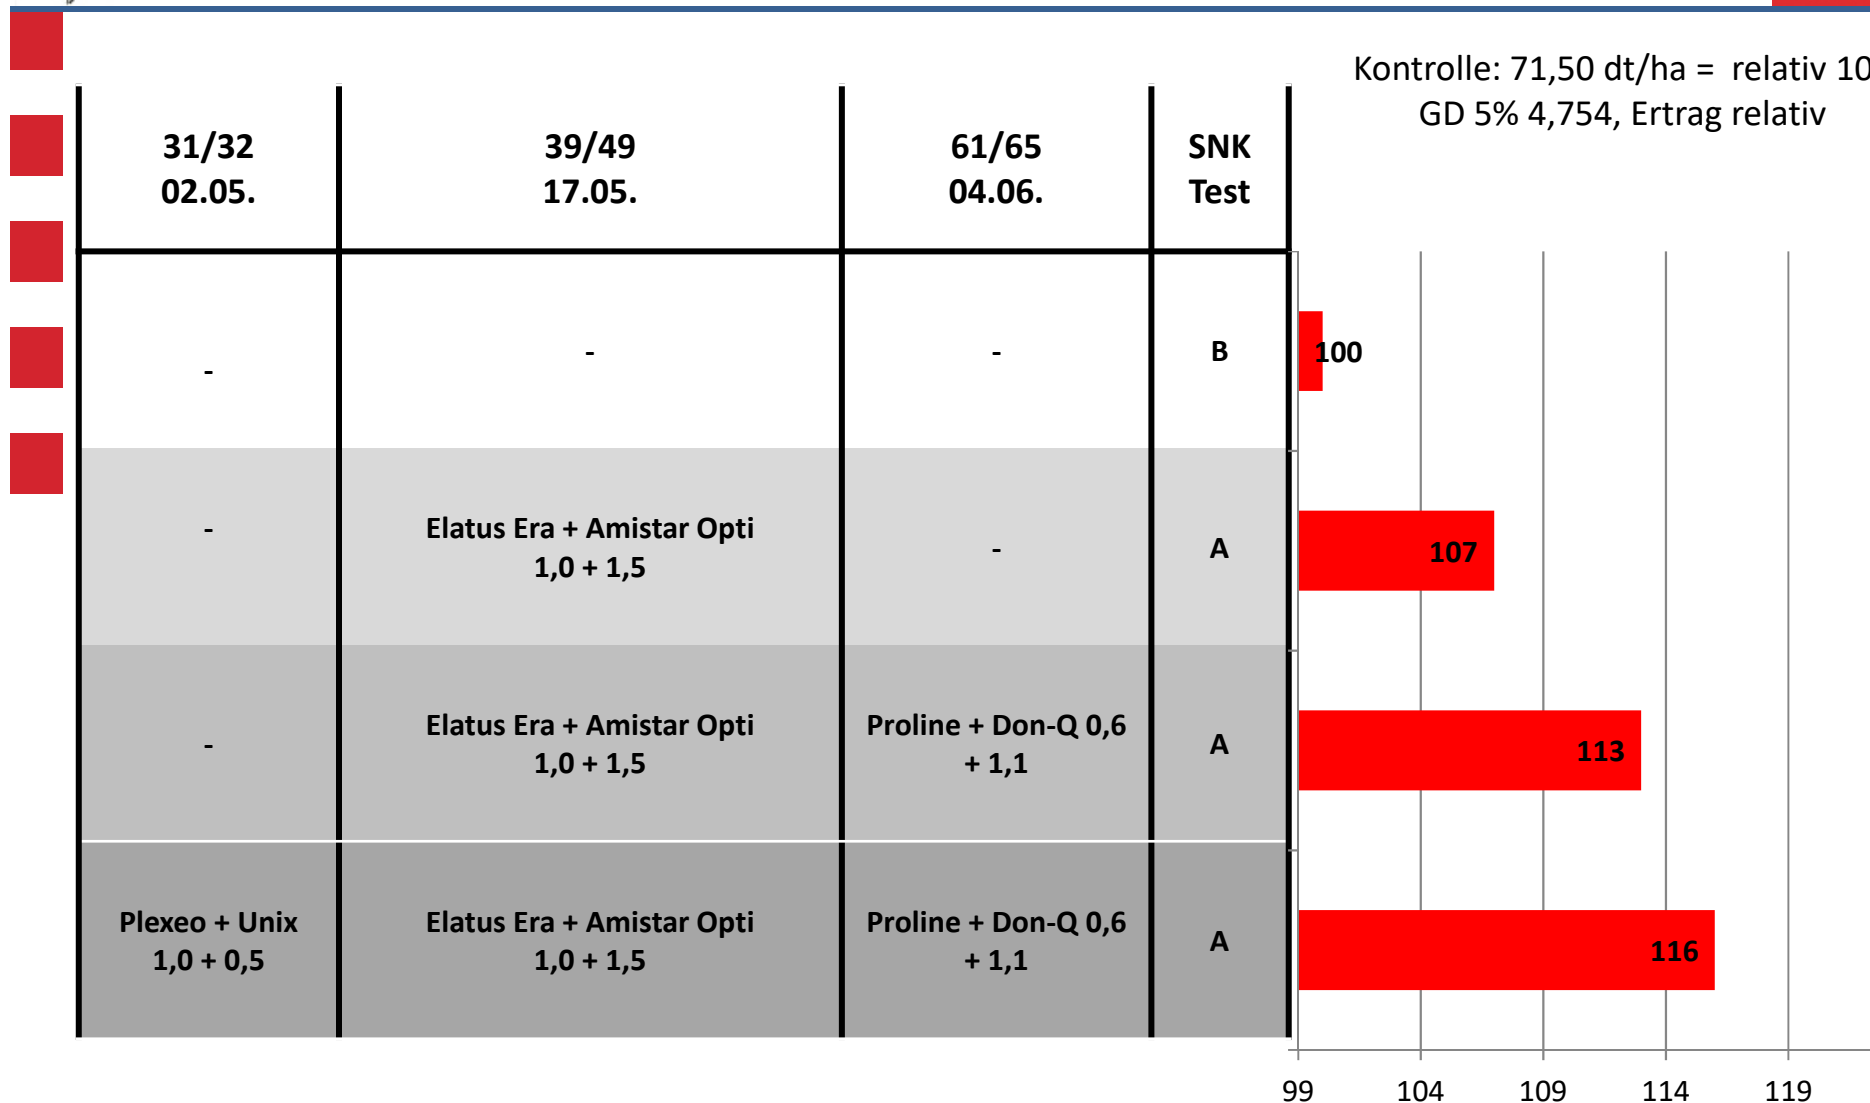 Kontrolle: 71,50 dt/ha = relativ 10
GD 5% 4,754, Ertrag relativ
31/32
02.05.
39/49
17.05.
61/65
04.06.
SNK
Test
-
-
-
B
100
-
Elatus Era + Amistar Opti
1,0 + 1,5
-
A
107
-
Elatus Era + Amistar Opti
1,0 + 1,5
Proline + Don-Q 0,6
+ 1,1
A
113
Plexeo + Unix
1,0 + 0,5
Elatus Era + Amistar Opti
1,0 + 1,5
Proline + Don-Q 0,6
+ 1,1
A
116
99 104 109 114 119